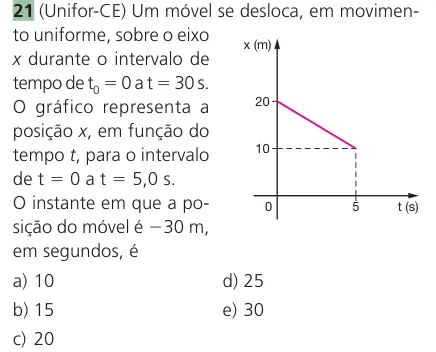 21 (Unifor-CE) Um móvel se desloca, em movimen-
to uniforme, sobre o eixo
x durante o intervalo de
tempo de t₀ = 0 a t = 30 s.
O gráfico representa a
posição x, em função do
tempo t, para o intervalo
de t = 0 a t = 5,0 s.
O instante em que a po-
sição do móvel é −30 m,
em segundos, é
x (m)
20
10
0
5
t (s)
a) 10
b) 15
c) 20
d) 25
e) 30